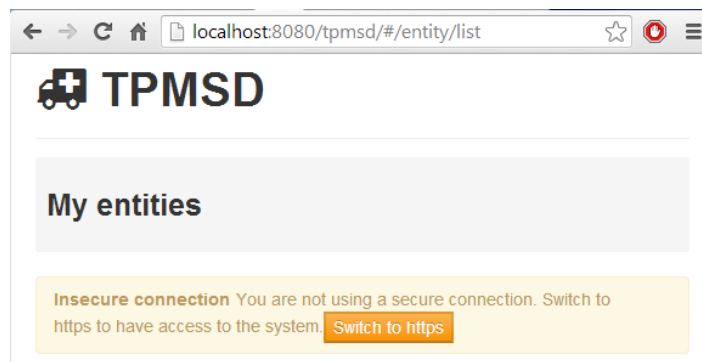 localhost:8080/tpmsd/#/entity/list
TPMSD
My entities
Insecure connection You are not using a secure connection. Switch to
https to have access to the system. Switch to https